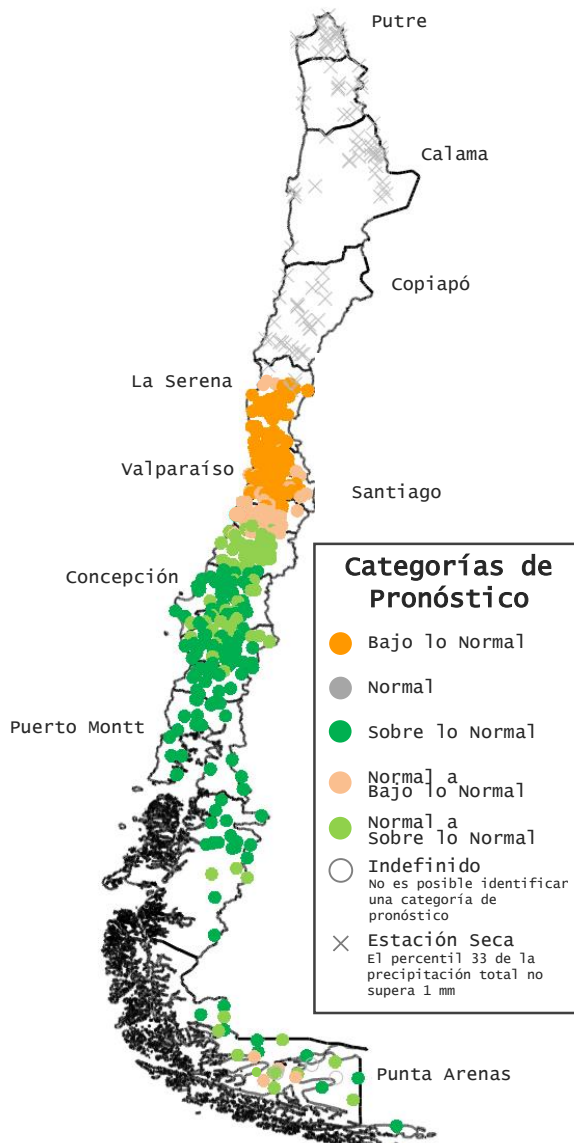 Putre
Calama
Copiapó
La Serena
Valparaíso
Santiago
Concepción
Puerto Montt
Punta Arenas
Categorías de
Pronóstico
Bajo lo Normal
Normal
Sobre lo Normal
Normal a
Bajo lo Normal
Normal a
Sobre lo Normal
Indefinido
No es posible identificar
una categoría de
pronóstico
Estación Seca
El percentil 33 de la
precipitación total no
supera 1 mm